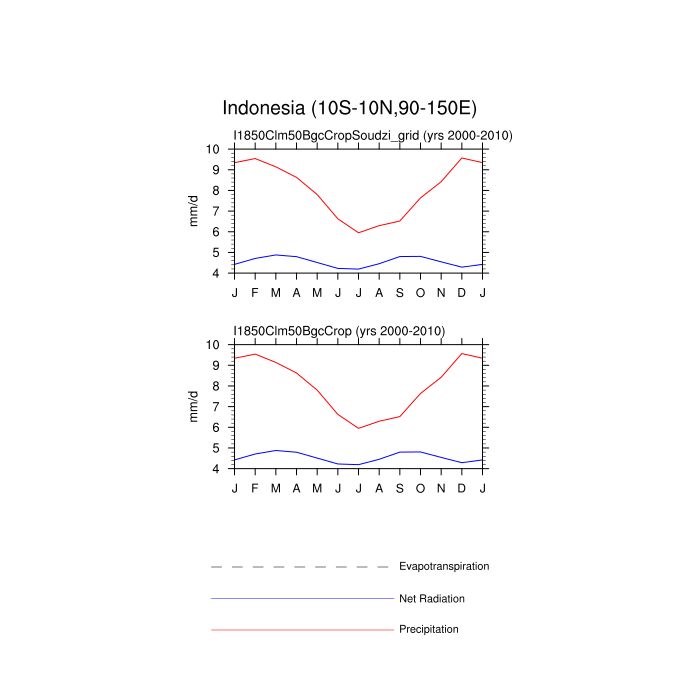 Indonesia (10S-10N,90-150E)
I1850Clm50BgcCropSoudzi_grid (yrs 2000-2010)
10
9
8
7
6
5
4
mm/d
J F M A M J J A S O N D J
I1850Clm50BgcCrop (yrs 2000-2010)
10
9
8
7
6
5
4
mm/d
J F M A M J J A S O N D J
Evapotranspiration
Net Radiation
Precipitation